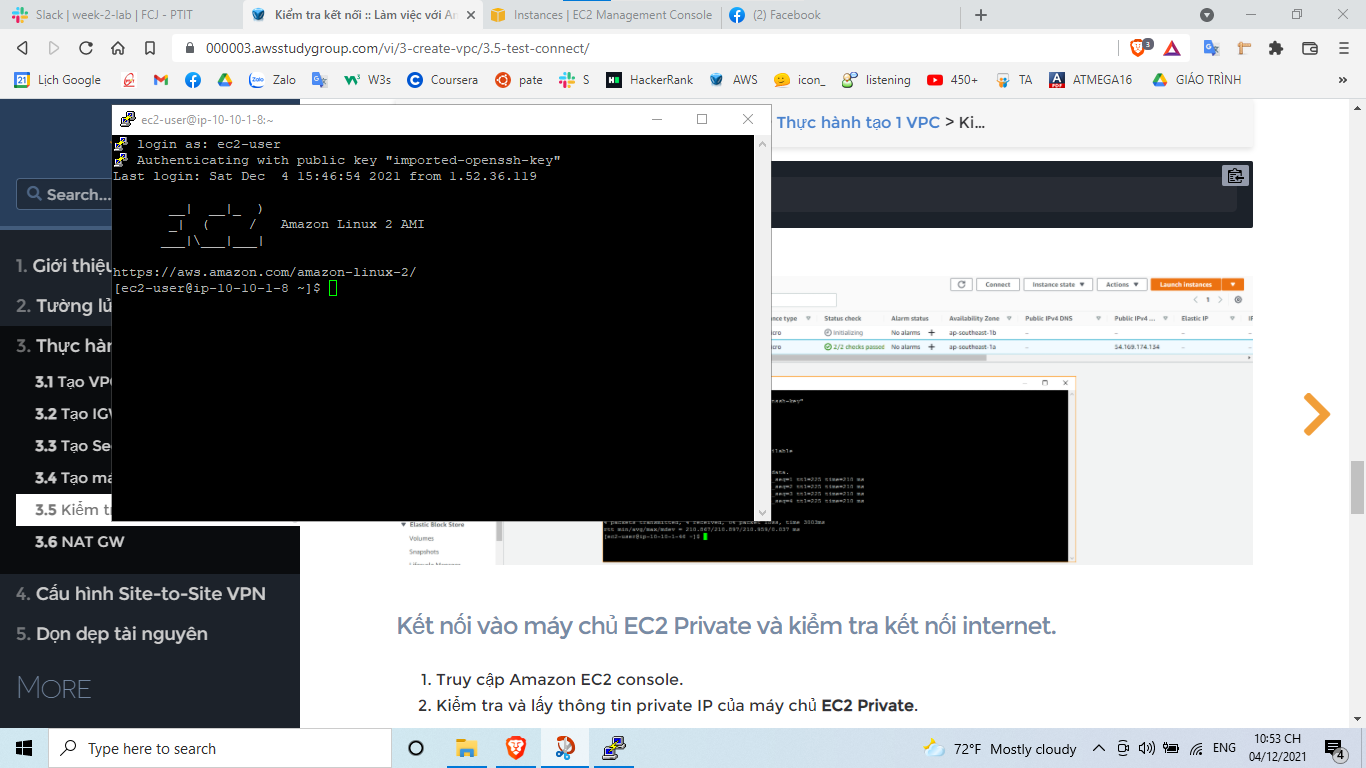 Slack | week-2-lab | FCJ - PTIT
Kiểm tra kết nối :: Làm việc với Am
Instances | EC2 Management Console
(2) Facebook
000003.awsstudygroup.com/vi/3-create-vpc/3.5-test-connect/
3
Lịch Google
Zalo
W3s
Coursera
pate
S
HackerRank
AWS
icon_
listening
450+
TA
ATMEGA16
GIÁO TRÌNH
Thực hành tạo 1 VPC > Ki...
Search...
1. Giới thiệu
2. Tường lử
3. Thực hàn
3.1 Tạo VPC
3.2 Tạo IGW
3.3 Tạo Se
3.4 Tạo má
3.5 Kiểm tr
3.6 NAT GW
4. Cấu hình Site-to-Site VPN
5. Dọn dẹp tài nguyên
MORE
ec2-user@ip-10-10-1-8:~
login as: ec2-user
Authenticating with public key "imported-openssh-key"
Last login: Sat Dec  4 15:46:54 2021 from 1.52.36.119
__|  __|_  )
_|  (     /   Amazon Linux 2 AMI
___|\___|___|
https://aws.amazon.com/amazon-linux-2/
[ec2-user@ip-10-10-1-8 ~]$
Connect
Instance state
Actions
Launch instances
1
nce type
Status check
Alarm status
Availability Zone
Public IPv4 DNS
Public IPv4 ...
Elastic IP
cro
Initializing
No alarms +
ap-southeast-1b
–
–
–
cro
2/2 checks passed
No alarms +
ap-southeast-1a
–
54.169.174.134
–
Elastic Block Store
Volumes
Snapshots
Lifecycle Manager
Kết nối vào máy chủ EC2 Private và kiểm tra kết nối internet.
1. Truy cập Amazon EC2 console.
2. Kiểm tra và lấy thông tin private IP của máy chủ EC2 Private.
Type here to search
72°F Mostly cloudy
ENG
10:53 CH
04/12/2021
4